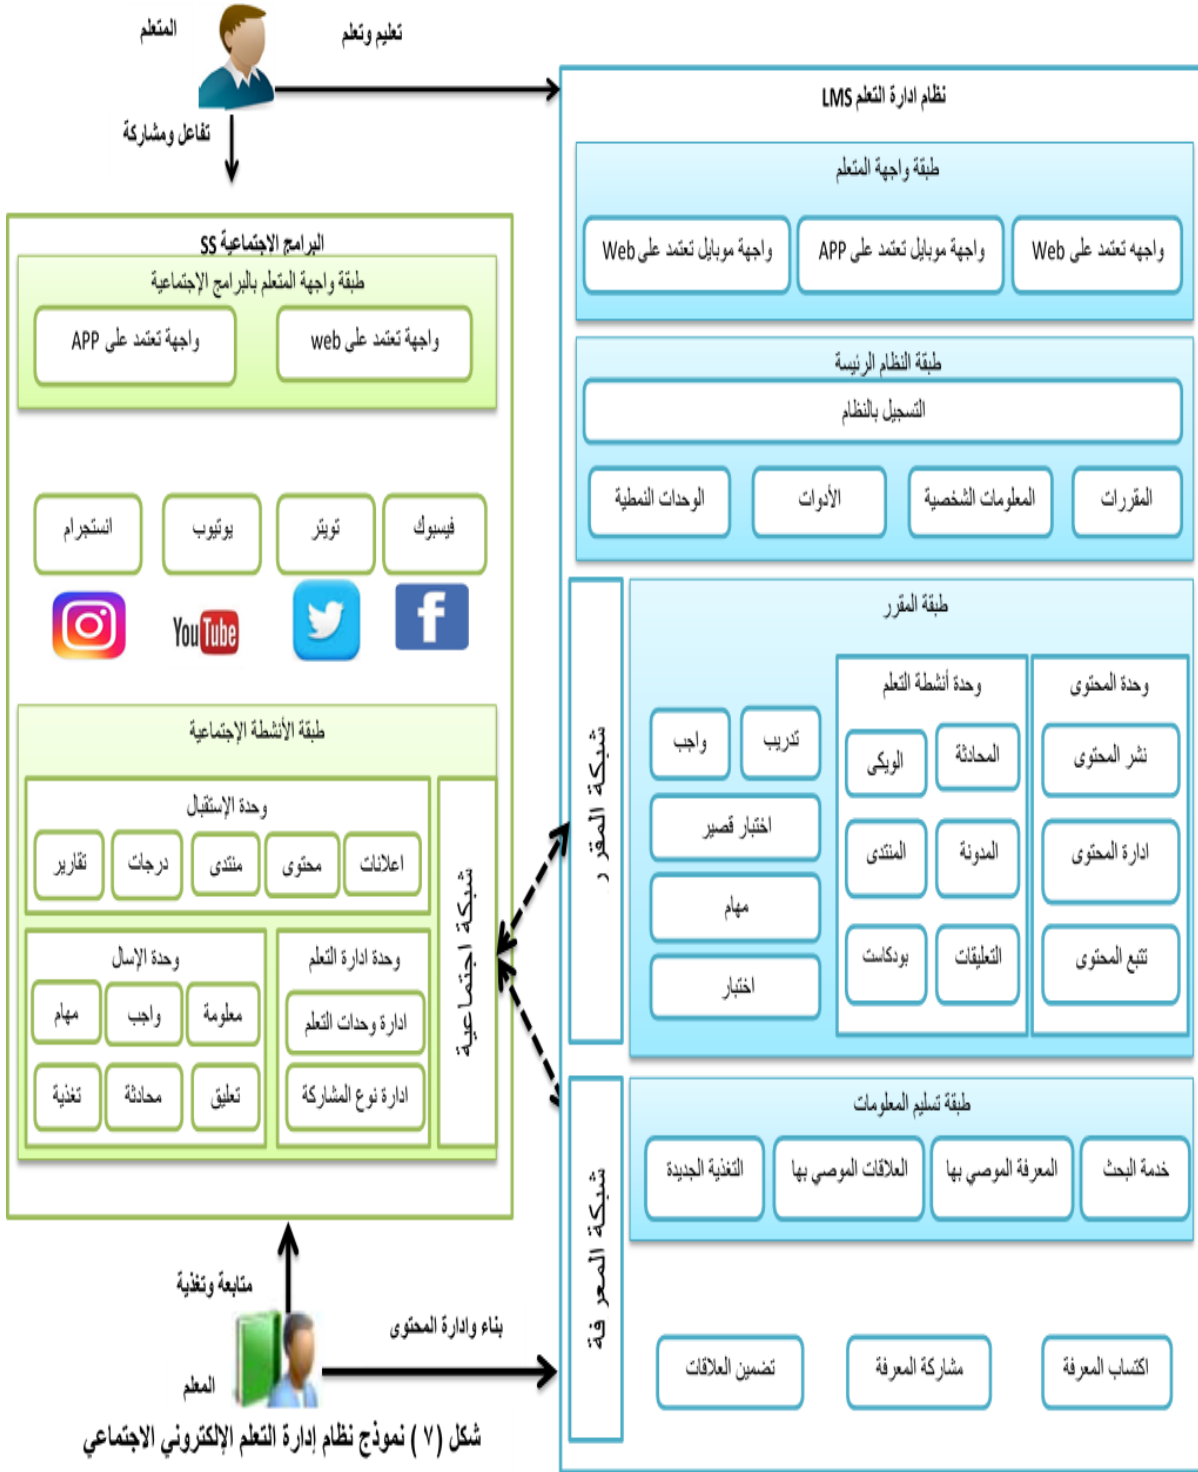 المتعلم
تعليم وتعلم
تفاعل ومشاركة
نظام ادارة التعلم LMS
طبقة واجهة المتعلم
واجهه تعتمد على Web
واجهة موبايل تعتمد على APP
واجهة موبايل تعتمد على Web
طبقة النظام الرئيسة
التسجيل بالنظام
المقررات
المعلومات الشخصية
الأدوات
الوحدات النمطية
شبكة المقرر
طبقة المقرر
وحدة المحتوى
نشر المحتوى
ادارة المحتوى
تتبع المحتوى
وحدة أنشطة التعلم
المحادثة
الويكى
المدونة
المنتدى
التعليقات
بودكاست
تدريب
واجب
اختبار قصير
مهام
اختبار
شبكة المعرفة
طبقة تسليم المعلومات
خدمة البحث
المعرفة الموصي بها
العلاقات الموصي بها
التغذية الجديدة
اكتساب المعرفة
مشاركة المعرفة
تضمين العلاقات
البرامج الاجتماعية SS
طبقة واجهة المتعلم بالبرامج الإجتماعية
واجهة تعتمد على web
واجهة تعتمد على APP
فيسبوك
تويتر
يوتيوب
انستجرام
f
YouTube
طبقة الأنشطة الإجتماعية
شبكة اجتماعية
وحدة الإستقبال
اعلانات
محتوى
منتدى
درجات
تقارير
وحدة ادارة التعلم
ادارة وحدات التعلم
ادارة نوع المشاركة
وحدة الإسال
معلومة
واجب
مهام
تعليق
محادثة
تغذية
متابعة وتغذية
بناء وادارة المحتوى
المعلم
شكل (٧ ) نموذج نظام إدارة التعلم الإلكتروني الاجتماعي